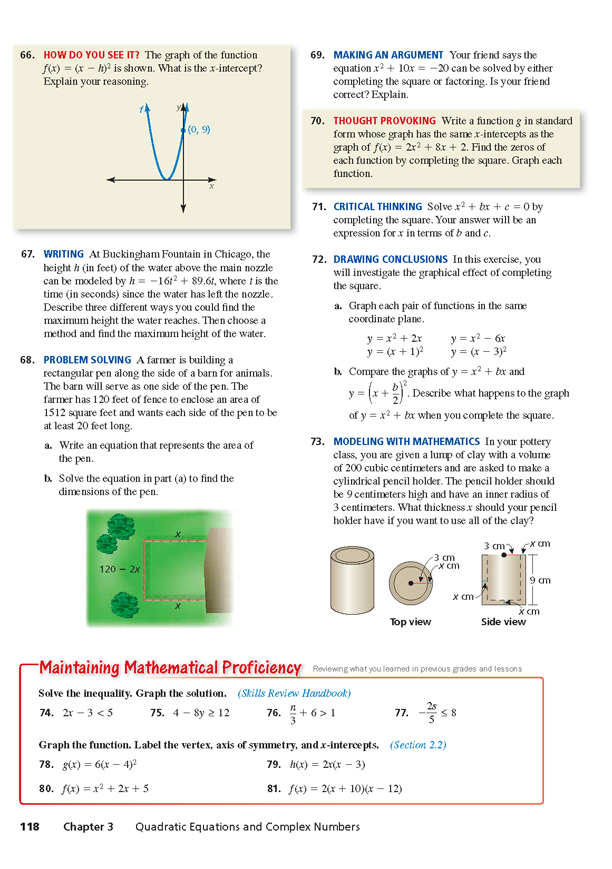 66. HOW DO YOU SEE IT? The graph of the function
f(x) = (x − h)² is shown. What is the x-intercept?
Explain your reasoning.
f
y
(0, 9)
x
67. WRITING At Buckingham Fountain in Chicago, the
height h (in feet) of the water above the main nozzle
can be modeled by h = −16t² + 89.6t, where t is the
time (in seconds) since the water has left the nozzle.
Describe three different ways you could find the
maximum height the water reaches. Then choose a
method and find the maximum height of the water.
68. PROBLEM SOLVING A farmer is building a
rectangular pen along the side of a barn for animals.
The barn will serve as one side of the pen. The
farmer has 120 feet of fence to enclose an area of
1512 square feet and wants each side of the pen to be
at least 20 feet long.
a. Write an equation that represents the area of
the pen.
b. Solve the equation in part (a) to find the
dimensions of the pen.
x
120 − 2x
x
69. MAKING AN ARGUMENT Your friend says the
equation x² + 10x = −20 can be solved by either
completing the square or factoring. Is your friend
correct? Explain.
70. THOUGHT PROVOKING Write a function g in standard
form whose graph has the same x-intercepts as the
graph of f(x) = 2x² + 8x + 2. Find the zeros of
each function by completing the square. Graph each
function.
71. CRITICAL THINKING Solve x² + bx + c = 0 by
completing the square. Your answer will be an
expression for x in terms of b and c.
72. DRAWING CONCLUSIONS In this exercise, you
will investigate the graphical effect of completing
the square.
a. Graph each pair of functions in the same
coordinate plane.
y = x² + 2x y = x² − 6x
y = (x + 1)² y = (x − 3)²
b. Compare the graphs of y = x² + bx and
y = (x + b/2)². Describe what happens to the graph
of y = x² + bx when you complete the square.
73. MODELING WITH MATHEMATICS In your pottery
class, you are given a lump of clay with a volume
of 200 cubic centimeters and are asked to make a
cylindrical pencil holder. The pencil holder should
be 9 centimeters high and have an inner radius of
3 centimeters. What thickness x should your pencil
holder have if you want to use all of the clay?
3 cm
x cm
3 cm
x cm
9 cm
x cm
x cm
Top view
Side view
Maintaining Mathematical Proficiency Reviewing what you learned in previous grades and lessons
Solve the inequality. Graph the solution. (Skills Review Handbook)
74. 2x − 3 < 5 75. 4 − 8y ≥ 12 76. n/3 + 6 > 1 77. −2s/5 ≤ 8
Graph the function. Label the vertex, axis of symmetry, and x-intercepts. (Section 2.2)
78. g(x) = 6(x − 4)² 79. h(x) = 2x(x − 3)
80. f(x) = x² + 2x + 5 81. f(x) = 2(x + 10)(x − 12)
118 Chapter 3 Quadratic Equations and Complex Numbers